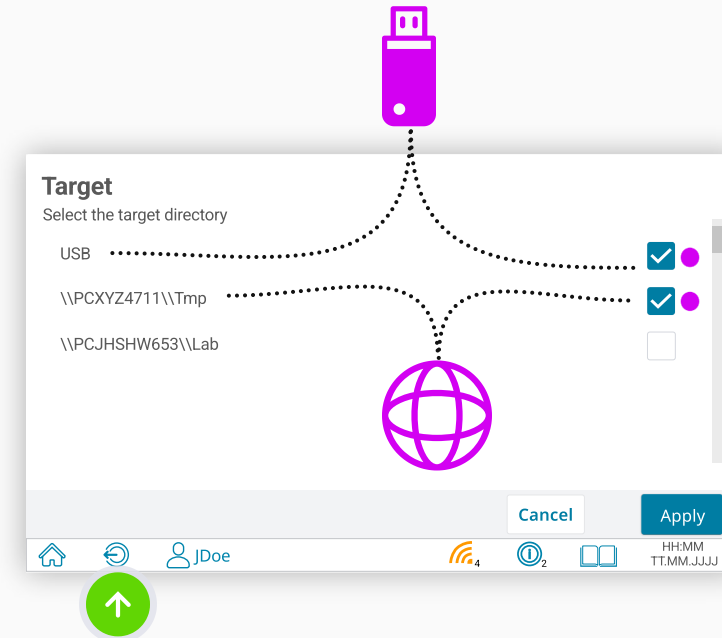 Target
Select the target directory
USB
\\PCXYZ4711\\Tmp
\\PCJHSHW653\\Lab
Cancel
Apply
JDoe
4
2
HH:MM
TT.MM.JJJJ